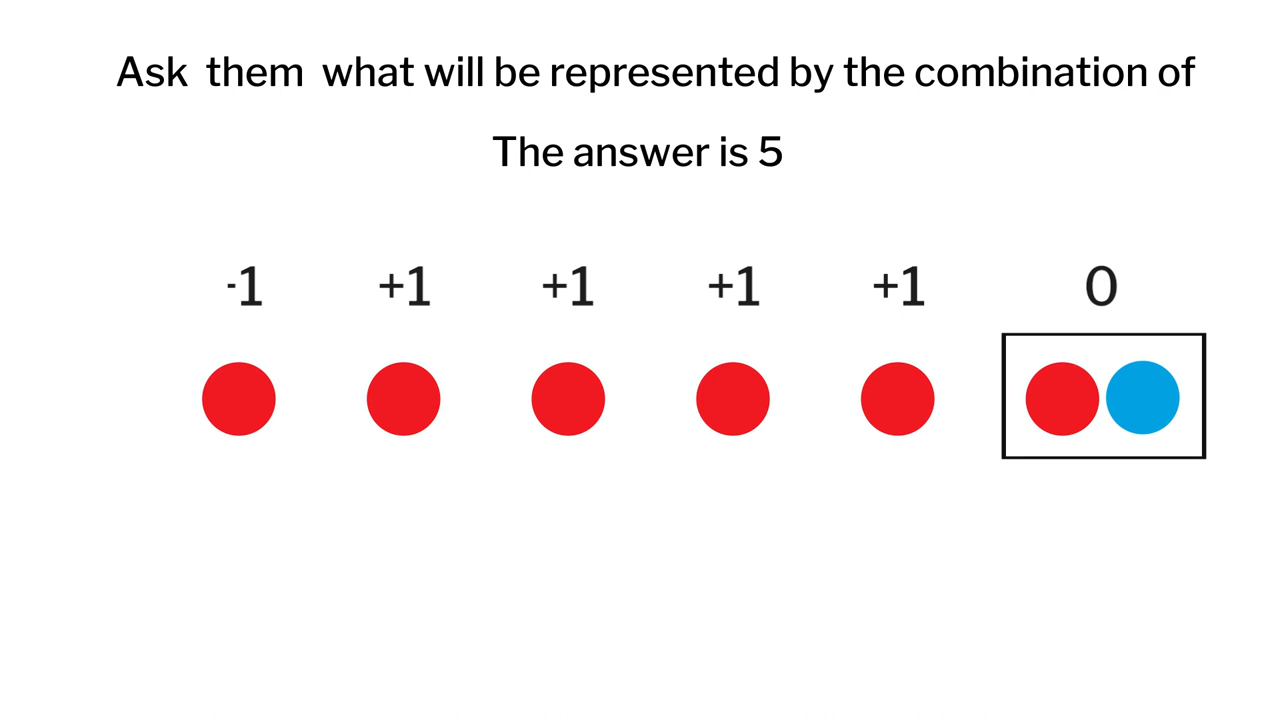 Ask them what will be represented by the combination of
The answer is 5
-1 +1 +1 +1 +1 0